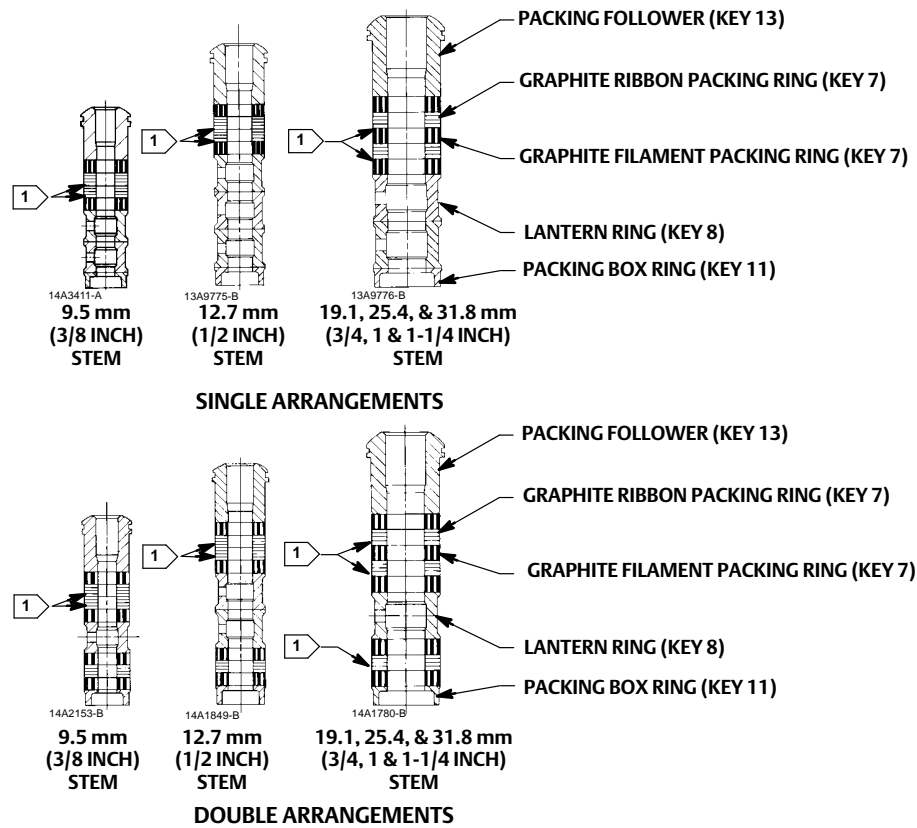 PACKING FOLLOWER (KEY 13)
GRAPHITE RIBBON PACKING RING (KEY 7)
1
1
GRAPHITE FILAMENT PACKING RING (KEY 7)
1
LANTERN RING (KEY 8)
PACKING BOX RING (KEY 11)
14A3411-A
13A9775-B
13A9776-B
9.5 mm
(3/8 INCH)
STEM
12.7 mm
(1/2 INCH)
STEM
19.1, 25.4, & 31.8 mm
(3/4, 1 & 1-1/4 INCH)
STEM
SINGLE ARRANGEMENTS
PACKING FOLLOWER (KEY 13)
GRAPHITE RIBBON PACKING RING (KEY 7)
1
1
GRAPHITE FILAMENT PACKING RING (KEY 7)
1
LANTERN RING (KEY 8)
1
PACKING BOX RING (KEY 11)
14A2153-B
14A1849-B
14A1780-B
9.5 mm
(3/8 INCH)
STEM
12.7 mm
(1/2 INCH)
STEM
19.1, 25.4, & 31.8 mm
(3/4, 1 & 1-1/4 INCH)
STEM
DOUBLE ARRANGEMENTS